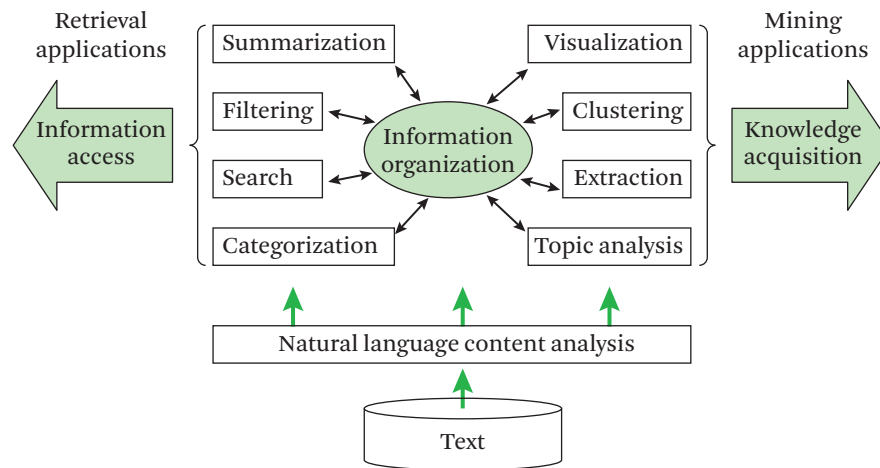 Retrieval
applications
Summarization
Visualization
Mining
applications
Filtering
Clustering
Information
access
Information
organization
Knowledge
acquisition
Search
Extraction
Categorization
Topic analysis
Natural language content analysis
Text